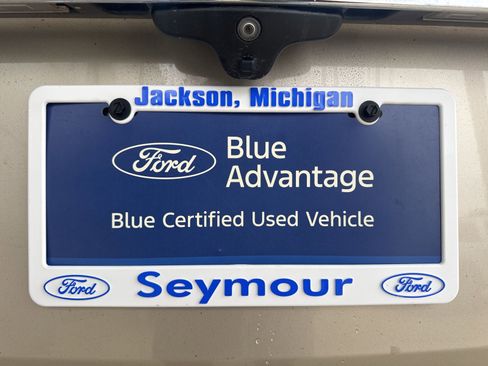 Jackson, Michigan
Ford
Blue
Advantage
Blue Certified Used Vehicle
Ford Seymour Ford